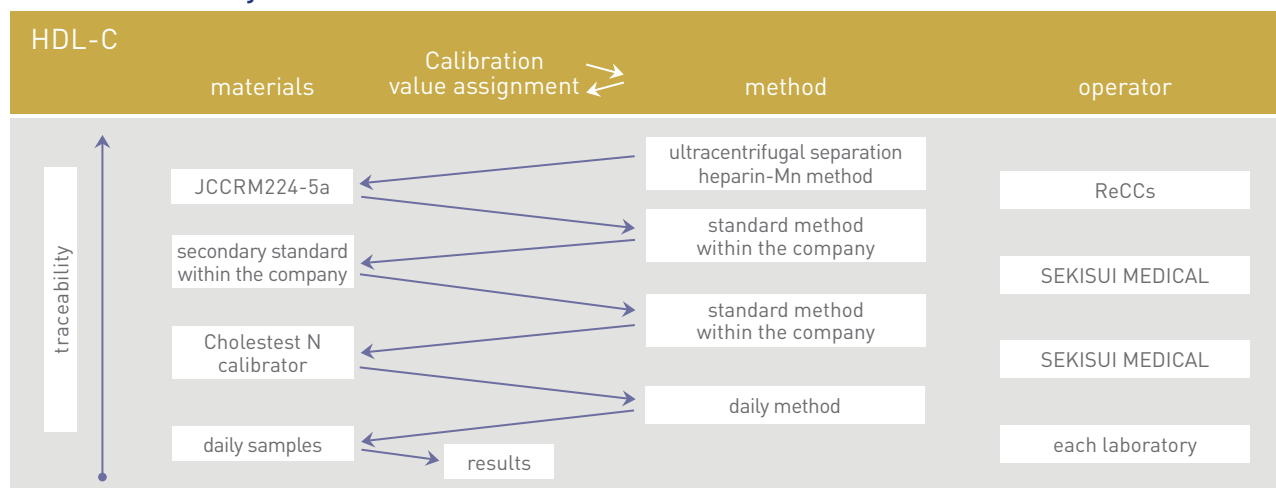 HDL-C
materials
Calibration
value assignment
method
operator
traceability
ultracentrifugal separation
heparin-Mn method
JCCRM224-5a
ReCCs
standard method
within the company
secondary standard
within the company
SEKISUI MEDICAL
standard method
within the company
Cholestest N
calibrator
SEKISUI MEDICAL
daily method
daily samples
results
each laboratory